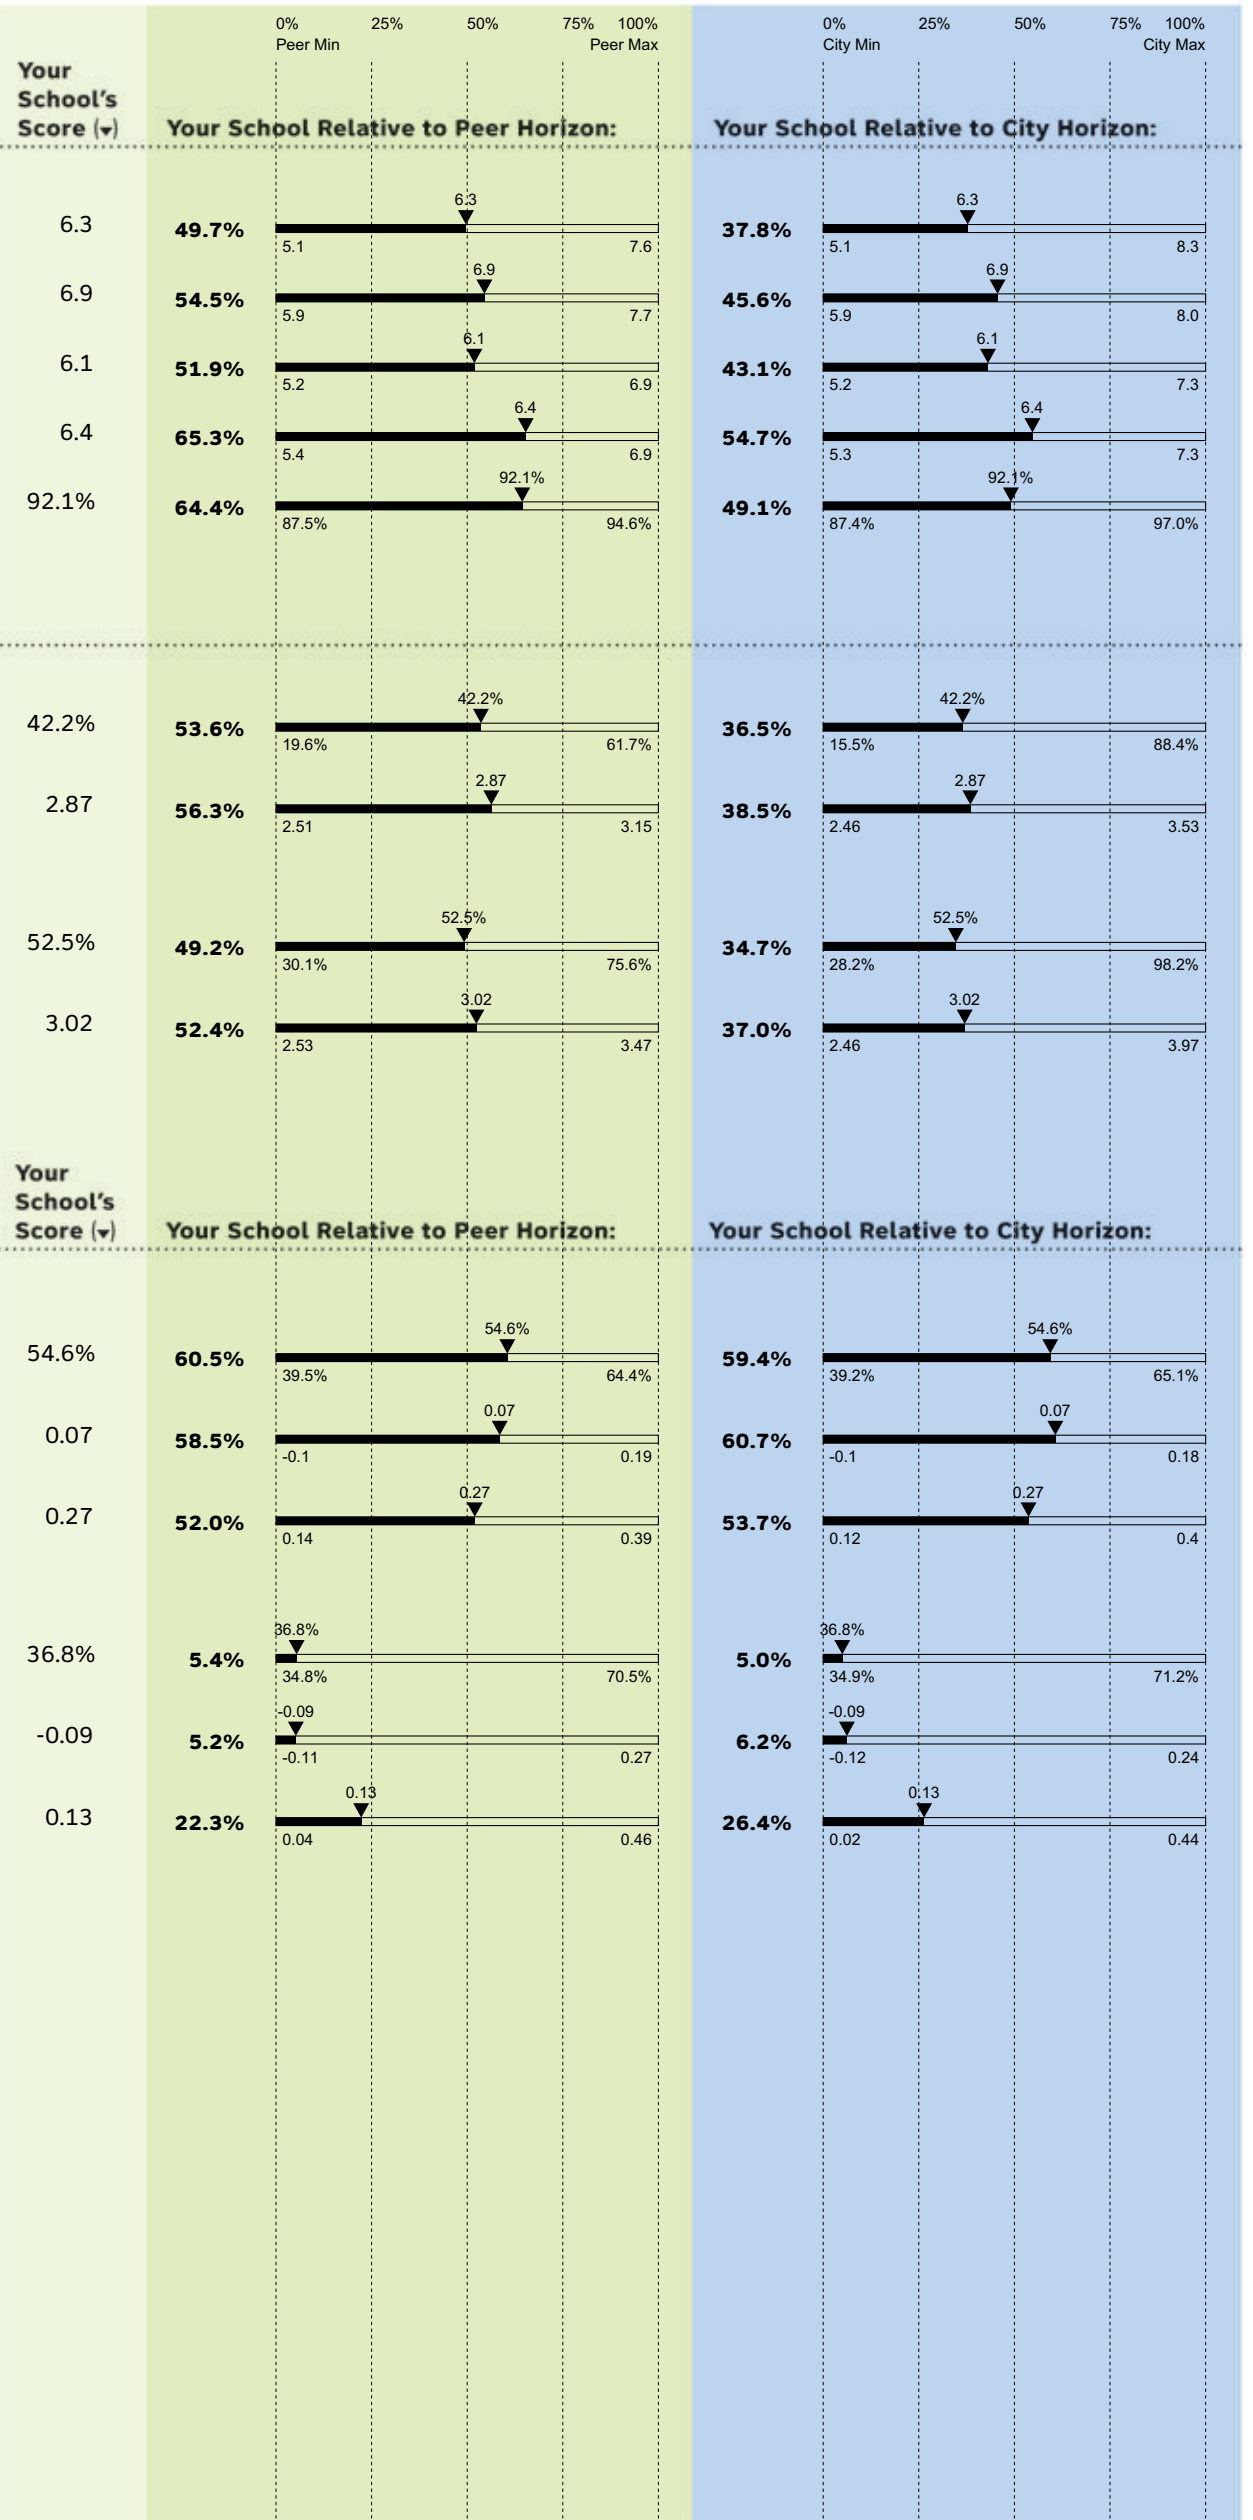 0% 25% 50% 75% 100% 0% 25% 50% 75% 100%
Peer Min Peer Max City Min City Max
Your
School's
Score (▼) Your School Relative to Peer Horizon: Your School Relative to City Horizon:
6.3 6.3
6.3 49.7% 37.8%
5.1 7.6 5.1 8.3
6.9 6.9
6.9 54.5% 45.6%
5.9 7.7 5.9 8.0
6.1 6.1
6.1 51.9% 43.1%
5.2 6.9 5.2 7.3
6.4 6.4
6.4 65.3% 54.7%
5.4 6.9 5.3 7.3
92.1% 92.1%
92.1% 64.4% 49.1%
87.5% 94.6% 87.4% 97.0%
42.2% 42.2%
42.2% 53.6% 36.5%
19.6% 61.7% 15.5% 88.4%
2.87 2.87
2.87 56.3% 38.5%
2.51 3.15 2.46 3.53
52.5% 52.5%
52.5% 49.2% 34.7%
30.1% 75.6% 28.2% 98.2%
3.02 3.02
3.02 52.4% 37.0%
2.53 3.47 2.46 3.97
Your
School's
Score (▼) Your School Relative to Peer Horizon: Your School Relative to City Horizon:
54.6% 54.6%
54.6% 60.5% 59.4%
39.5% 64.4% 39.2% 65.1%
0.07 0.07
0.07 58.5% 60.7%
-0.1 0.19 -0.1 0.18
0.27 0.27
0.27 52.0% 53.7%
0.14 0.39 0.12 0.4
36.8% 36.8%
36.8% 5.4% 5.0%
34.8% 70.5% 34.9% 71.2%
-0.09 -0.09
-0.09 5.2% 6.2%
-0.11 0.27 -0.12 0.24
0.13 0.13
0.13 22.3% 26.4%
0.04 0.46 0.02 0.44